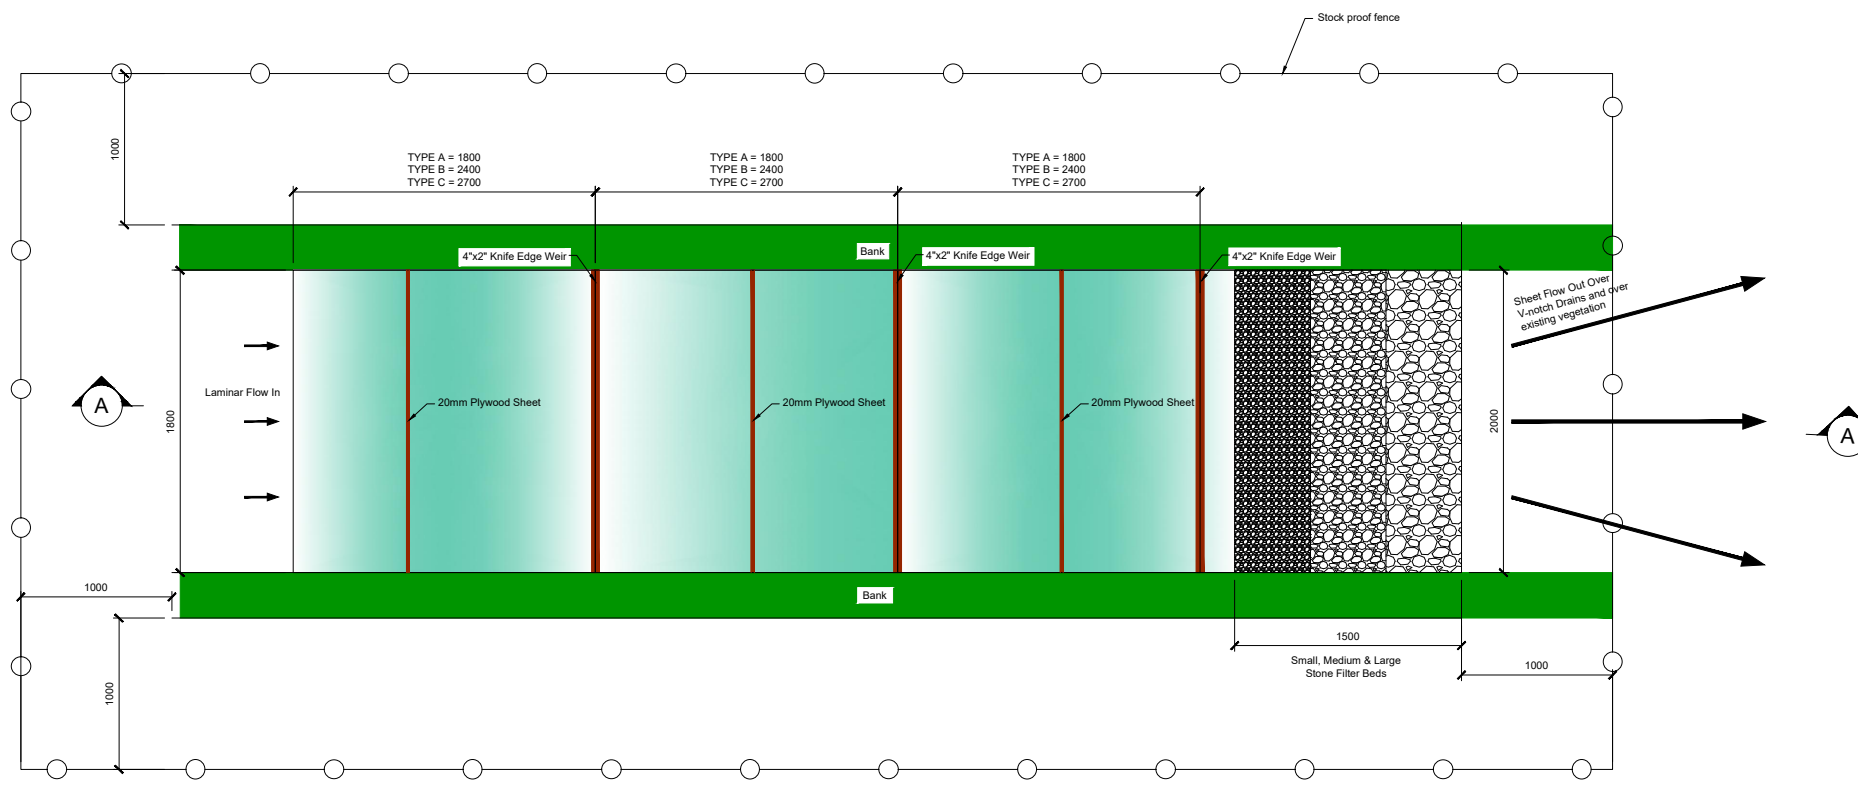 Stock proof fence
1000
TYPE A = 1800
TYPE B = 2400
TYPE C = 2700
TYPE A = 1800
TYPE B = 2400
TYPE C = 2700
TYPE A = 1800
TYPE B = 2400
TYPE C = 2700
Bank
4"x2" Knife Edge Weir
4"x2" Knife Edge Weir
4"x2" Knife Edge Weir
Sheet Flow Out Over
V-notch Drains and over
existing vegetation
Laminar Flow In
A
1800
20mm Plywood Sheet
20mm Plywood Sheet
20mm Plywood Sheet
2000
A
1000
Bank
1500
Small, Medium & Large
Stone Filter Beds
1000
1000